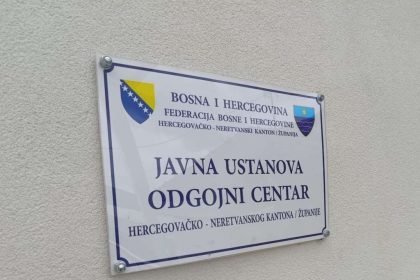 BOSNA I HERCEGOVINA
FEDERACIJA BOSNE I HERCEGOVINE
HERCEGOVAČKO - NERETVANSKI KANTON / ŽUPANIJA
JAVNA USTANOVA
ODGOJNI CENTAR
HERCEGOVAČKO - NERETVANSKOG KANTONA / ŽUPANIJE